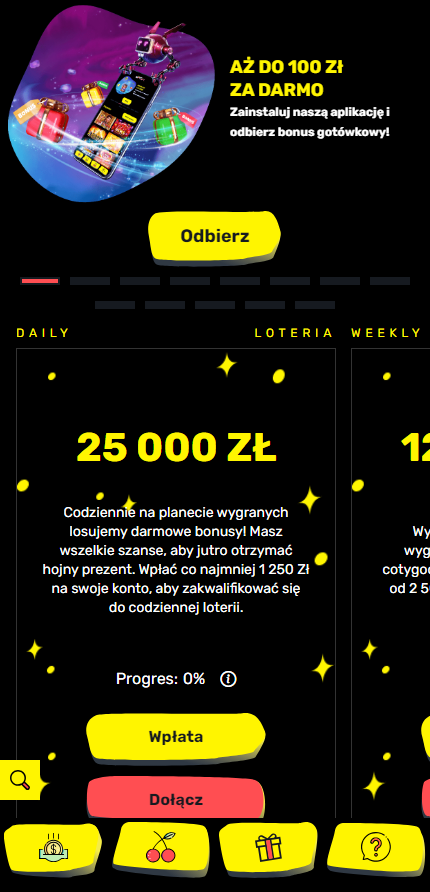 AŻ DO 100 Zł
ZA DARMO
Zainstaluj naszą aplikację i
odbierz bonus gotówkowy!
Odbierz
DAILY
LOTERIA
WEEKLY
25 000 ZŁ
Codziennie na planecie wygranych
losujemy darmowe bonusy! Masz
wszelkie szanse, aby jutro otrzymać
hojny prezent. Wpłać co najmniej 1 250 Zł
na swoje konto, aby zakwalifikować się
do codziennej loterii.
Progres: 0%
Wpłata
Dołącz
12
Wy
wyg
cotygo
od 2 5